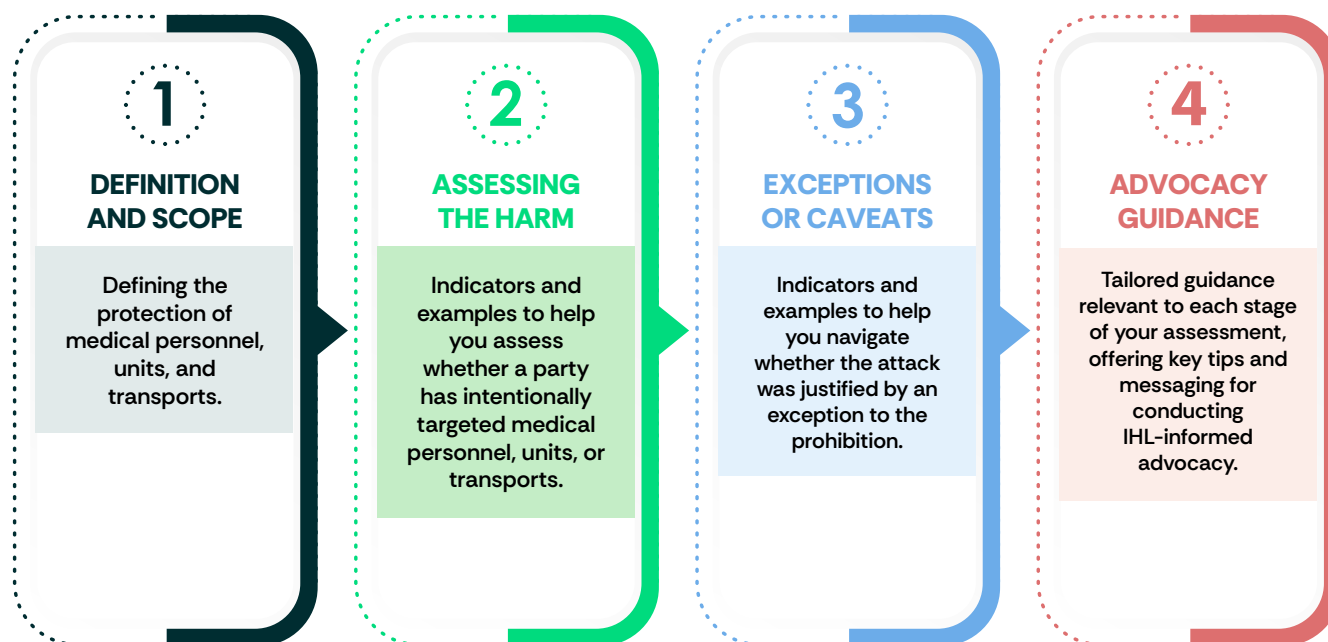 1
DEFINITION
AND SCOPE
Defining the
protection of
medical personnel,
units, and
transports.
2
ASSESSING
THE HARM
Indicators and
examples to help
you assess
whether a party
has intentionally
targeted medical
personnel, units, or
transports.
3
EXCEPTIONS
OR CAVEATS
Indicators and
examples to help
you navigate
whether the attack
was justified by an
exception to the
prohibition.
4
ADVOCACY
GUIDANCE
Tailored guidance
relevant to each stage
of your assessment,
offering key tips and
messaging for
conducting
IHL-informed
advocacy.